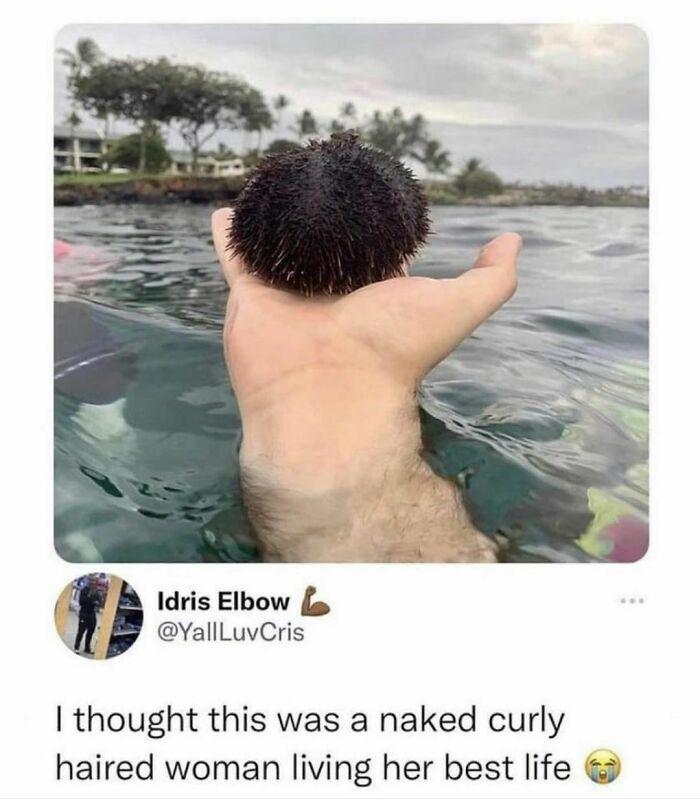 Idris Elbow 💪🏾
@YallLuvCris
I thought this was a naked curly
haired woman living her best life 😭